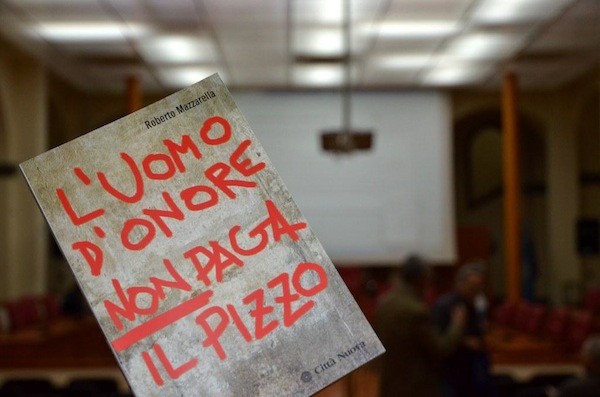 Roberto Mazzarella
L'UOMO
D'ONORE
NON PAGA
IL PIZZO
Città Nuova